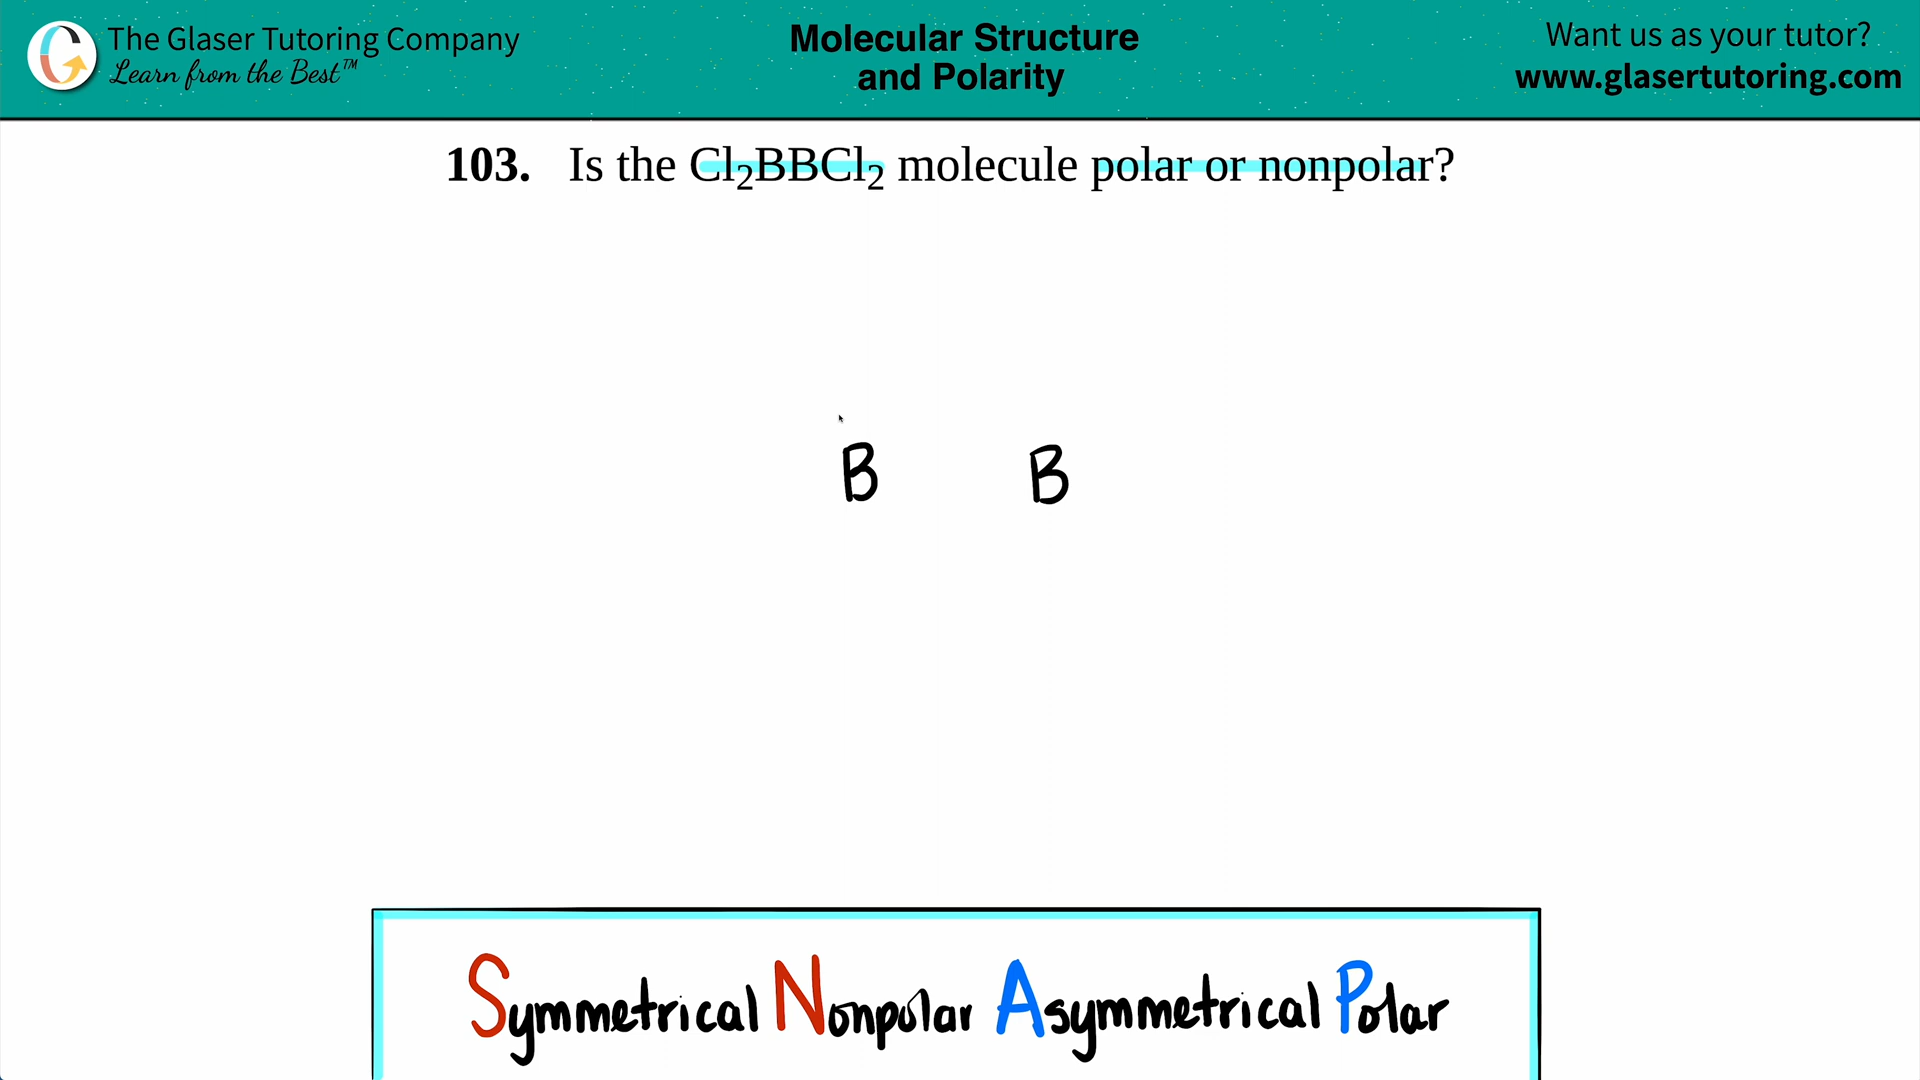 The Glaser Tutoring Company
Learn from the Best™
Molecular Structure
and Polarity
Want us as your tutor?
www.glasertutoring.com
103. Is the Cl₂BBCl₂ molecule polar or nonpolar?
B B
Symmetrical Nonpolar Asymmetrical Polar